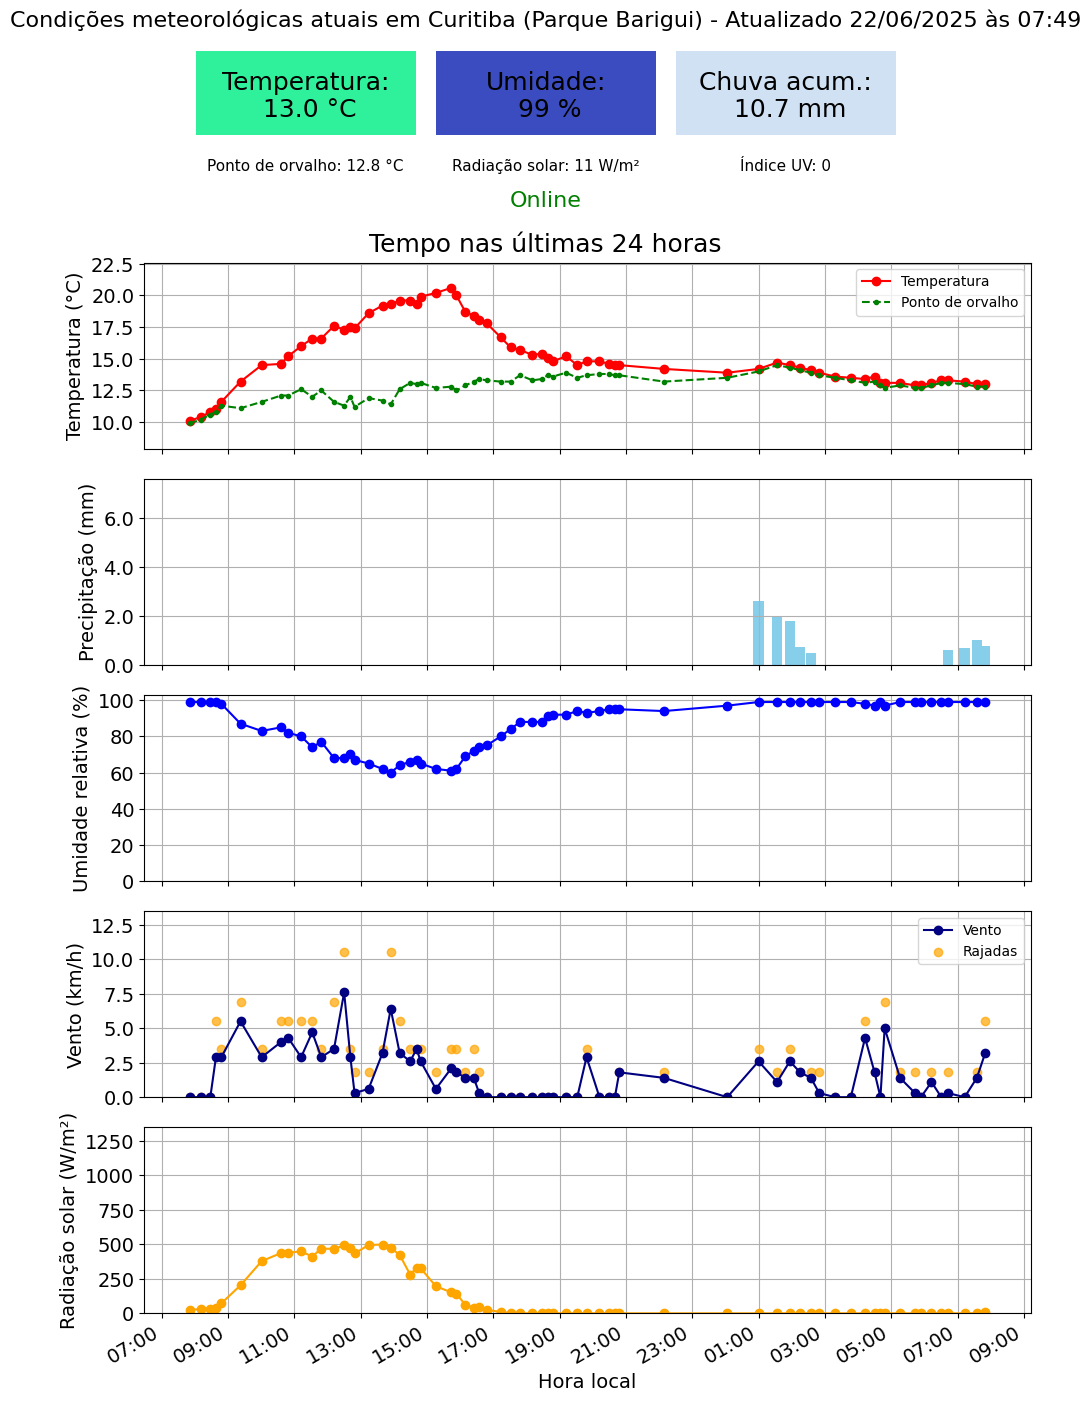 Condições meteorológicas atuais em Curitiba (Parque Barigui) - Atualizado 22/06/2025 às 07:49
Temperatura:
13.0 °C
Umidade:
99 %
Chuva acum.:
10.7 mm
Ponto de orvalho: 12.8 °C
Radiação solar: 11 W/m²
Índice UV: 0
Online
Tempo nas últimas 24 horas
Temperatura (°C)
22.5
20.0
17.5
15.0
12.5
10.0
Temperatura
Ponto de orvalho
Precipitação (mm)
6.0
4.0
2.0
0.0
Umidade relativa (%)
100
80
60
40
20
0
Vento (km/h)
12.5
10.0
7.5
5.0
2.5
0.0
Vento
Rajadas
Radiação solar (W/m²)
1250
1000
750
500
250
0
07:00
09:00
11:00
13:00
15:00
17:00
19:00
21:00
23:00
01:00
03:00
05:00
07:00
09:00
Hora local